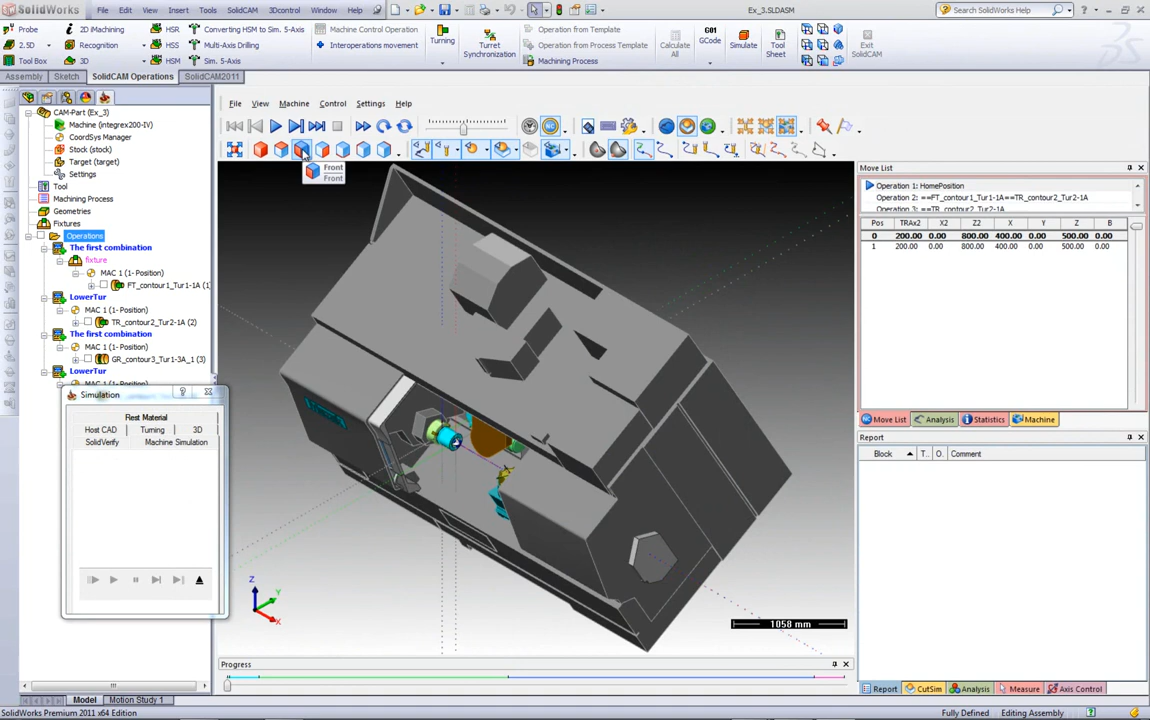 SolidWorks
File Edit View Insert Tools SolidCAM 3Dcontrol Window Help
Ex_3.SLDASM
Search SolidWorks Help
Probe
2D iMachining
HSR
Converting HSM to Sim. 5-Axis
Machine Control Operation
Operation from Template
2.5D
Recognition
HSS
Multi-Axis Drilling
Interoperations movement
Turning
Turret Synchronization
Operation from Process Template
Calculate All
GCode
Simulate
Tool Sheet
Exit SolidCAM
Tool Box
3D
HSM
Sim. 5-Axis
Machining Process
G01
Assembly Sketch SolidCAM Operations SolidCAM2011
CAM-Part (Ex_3)
Machine (integrex200-IV)
CoordSys Manager
Stock (stock)
Target (target)
Settings
Tool
Machining Process
Geometries
Fixtures
Operations
The first combination
fixture
MAC 1 (1- Position)
FT_contour1_Tur1-1A (1)
LowerTur
MAC 1 (1- Position)
TR_contour2_Tur2-1A (2)
The first combination
MAC 1 (1- Position)
GR_contour3_Tur1-3A_1 (3)
LowerTur
Simulation
Rest Material
Host CAD Turning 3D
SolidVerify Machine Simulation
File View Machine Control Settings Help
Front
Front
Z
Y
X
1058 mm
Progress
Move List
Operation 1: HomePosition
Operation 2: ==FT_contour1_Tur1-1A==TR_contour2_Tur2-1A
Operation 3: ==TR_contour2_Tur2-1A
Pos TRAx2 X2 Z2 X Y Z B
0 200.00 0.00 800.00 400.00 0.00 500.00 0.00
1 200.00 0.00 800.00 400.00 0.00 500.00 0.00
Move List Analysis Statistics Machine
Report
Block T.. O. Comment
Report CutSim Analysis Measure Axis Control
Model Motion Study 1
SolidWorks Premium 2011 x64 Edition
Fully Defined Editing Assembly